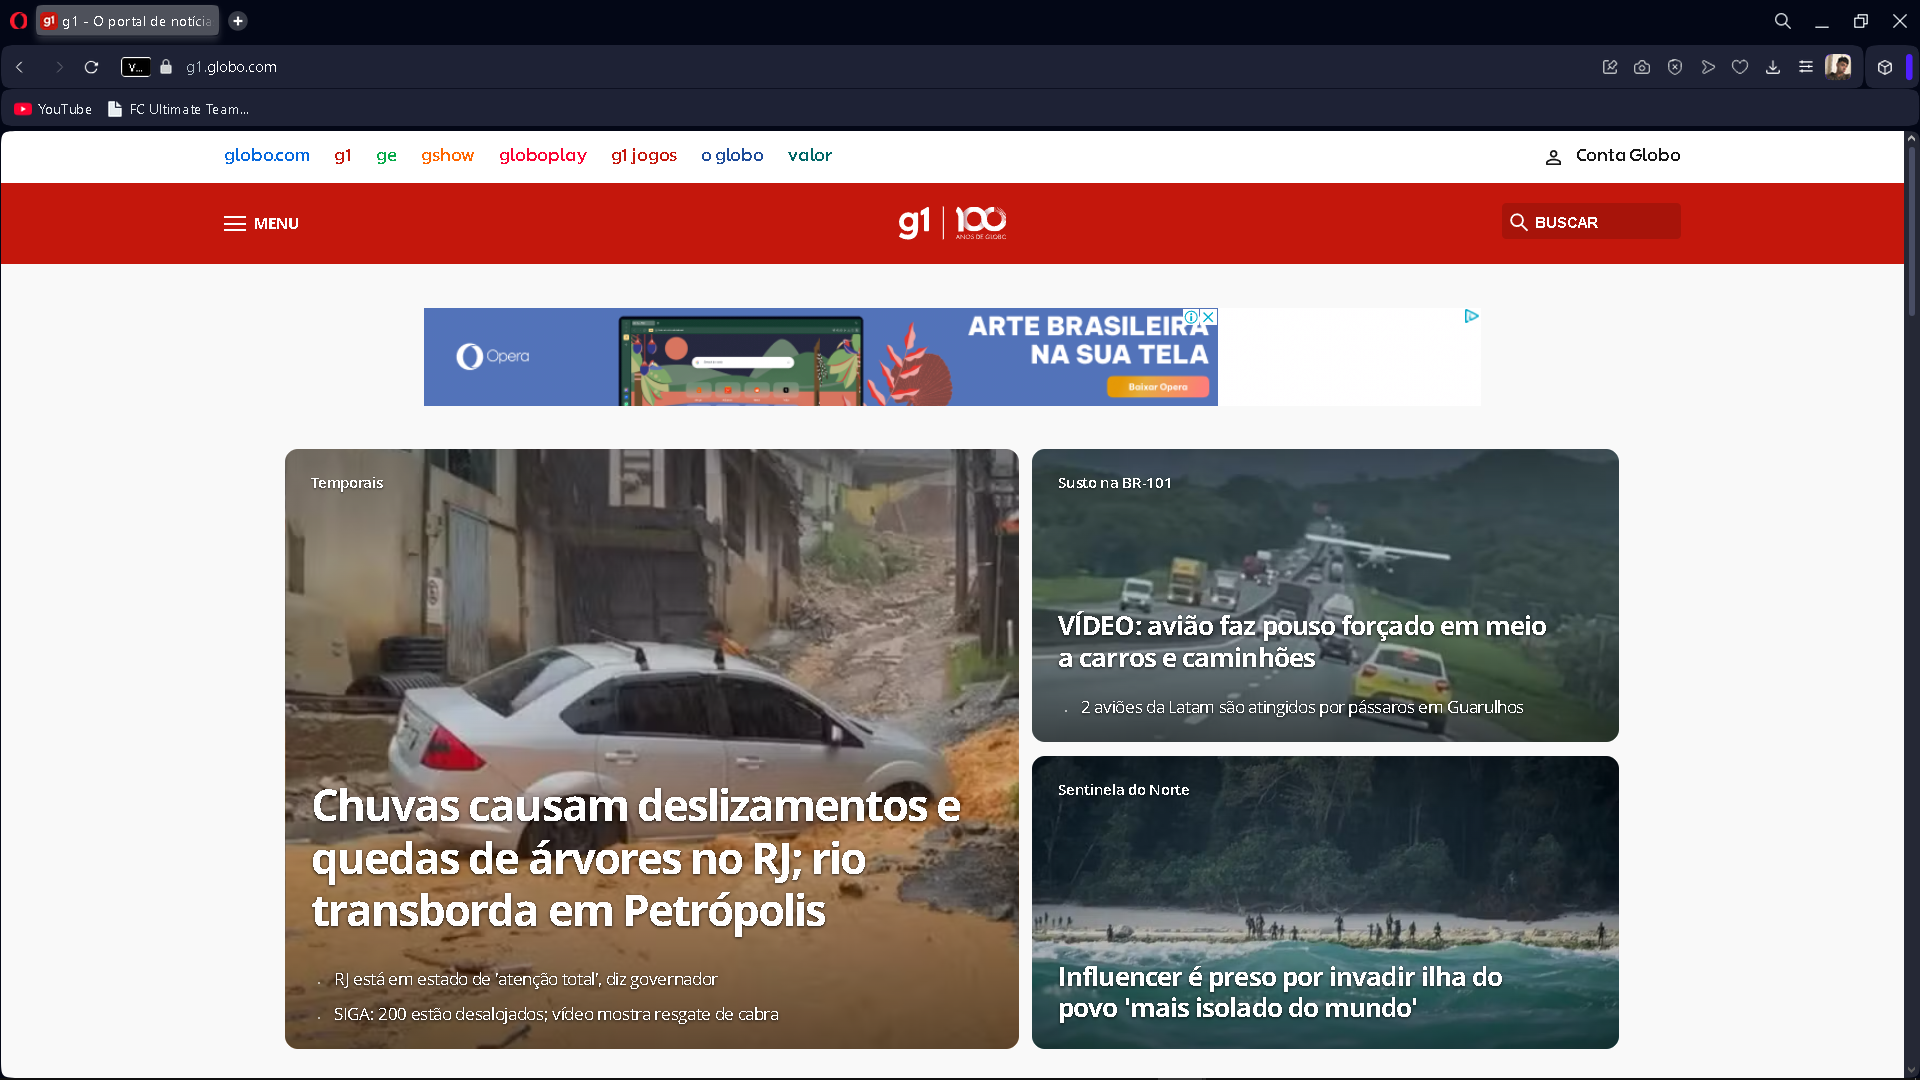 g1 - O portal de notícia
V...
g1.globo.com
YouTube
FC Ultimate Team...
globo.com g1 ge gshow globoplay g1 jogos o globo valor
Conta Globo
MENU
g1 | 100
ANOS DE GLOBO
BUSCAR
Opera
ARTE BRASILEIRA
NA SUA TELA
Baixar Opera
Temporais
Chuvas causam deslizamentos e
quedas de árvores no RJ; rio
transborda em Petrópolis
RJ está em estado de 'atenção total', diz governador
SIGA: 200 estão desalojados; vídeo mostra resgate de cabra
Susto na BR-101
VÍDEO: avião faz pouso forçado em meio
a carros e caminhões
2 aviões da Latam são atingidos por pássaros em Guarulhos
Sentinela do Norte
Influencer é preso por invadir ilha do
povo 'mais isolado do mundo'